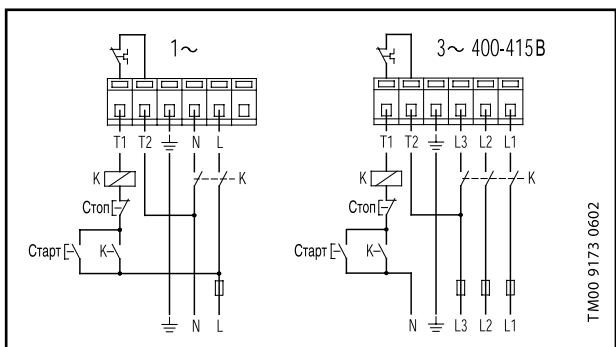 1~
3~ 400-415В
T1 T2 N L
T1 T2 L3 L2 L1
K K
K K
Стоп
Стоп
Старт K
Старт K
N L
N L3 L2 L1
TM00 9173 0602